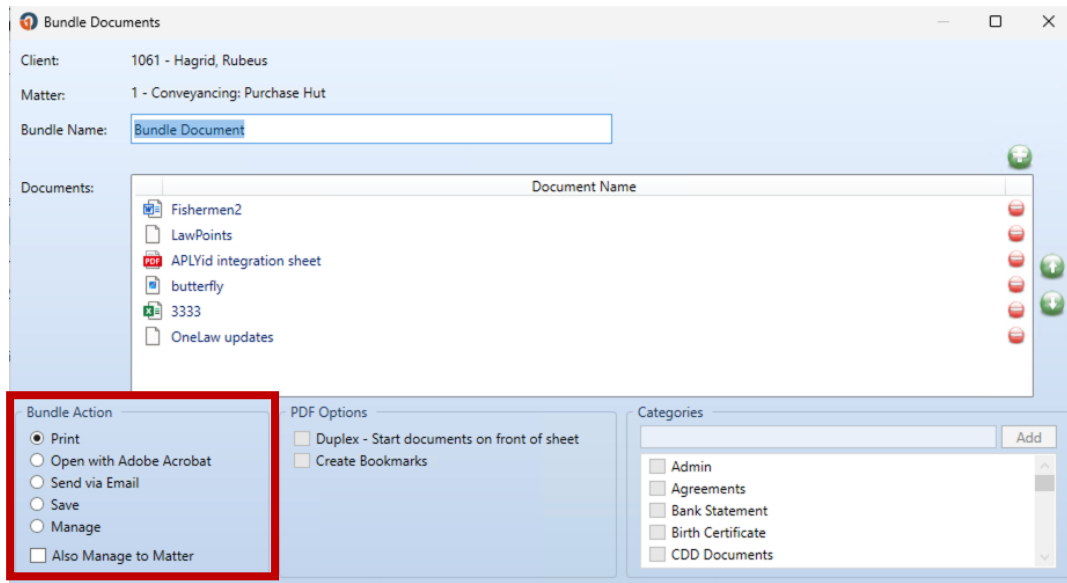 Bundle Documents
Client: 1061 - Hagrid, Rubeus
Matter: 1 - Conveyancing: Purchase Hut
Bundle Name: Bundle Document
Documents: Document Name
Fishermen2
LawPoints
PDF APLYid integration sheet
butterfly
3333
OneLaw updates
Bundle Action
Print
Open with Adobe Acrobat
Send via Email
Save
Manage
Also Manage to Matter
PDF Options
Duplex - Start documents on front of sheet
Create Bookmarks
Categories
Add
Admin
Agreements
Bank Statement
Birth Certificate
CDD Documents